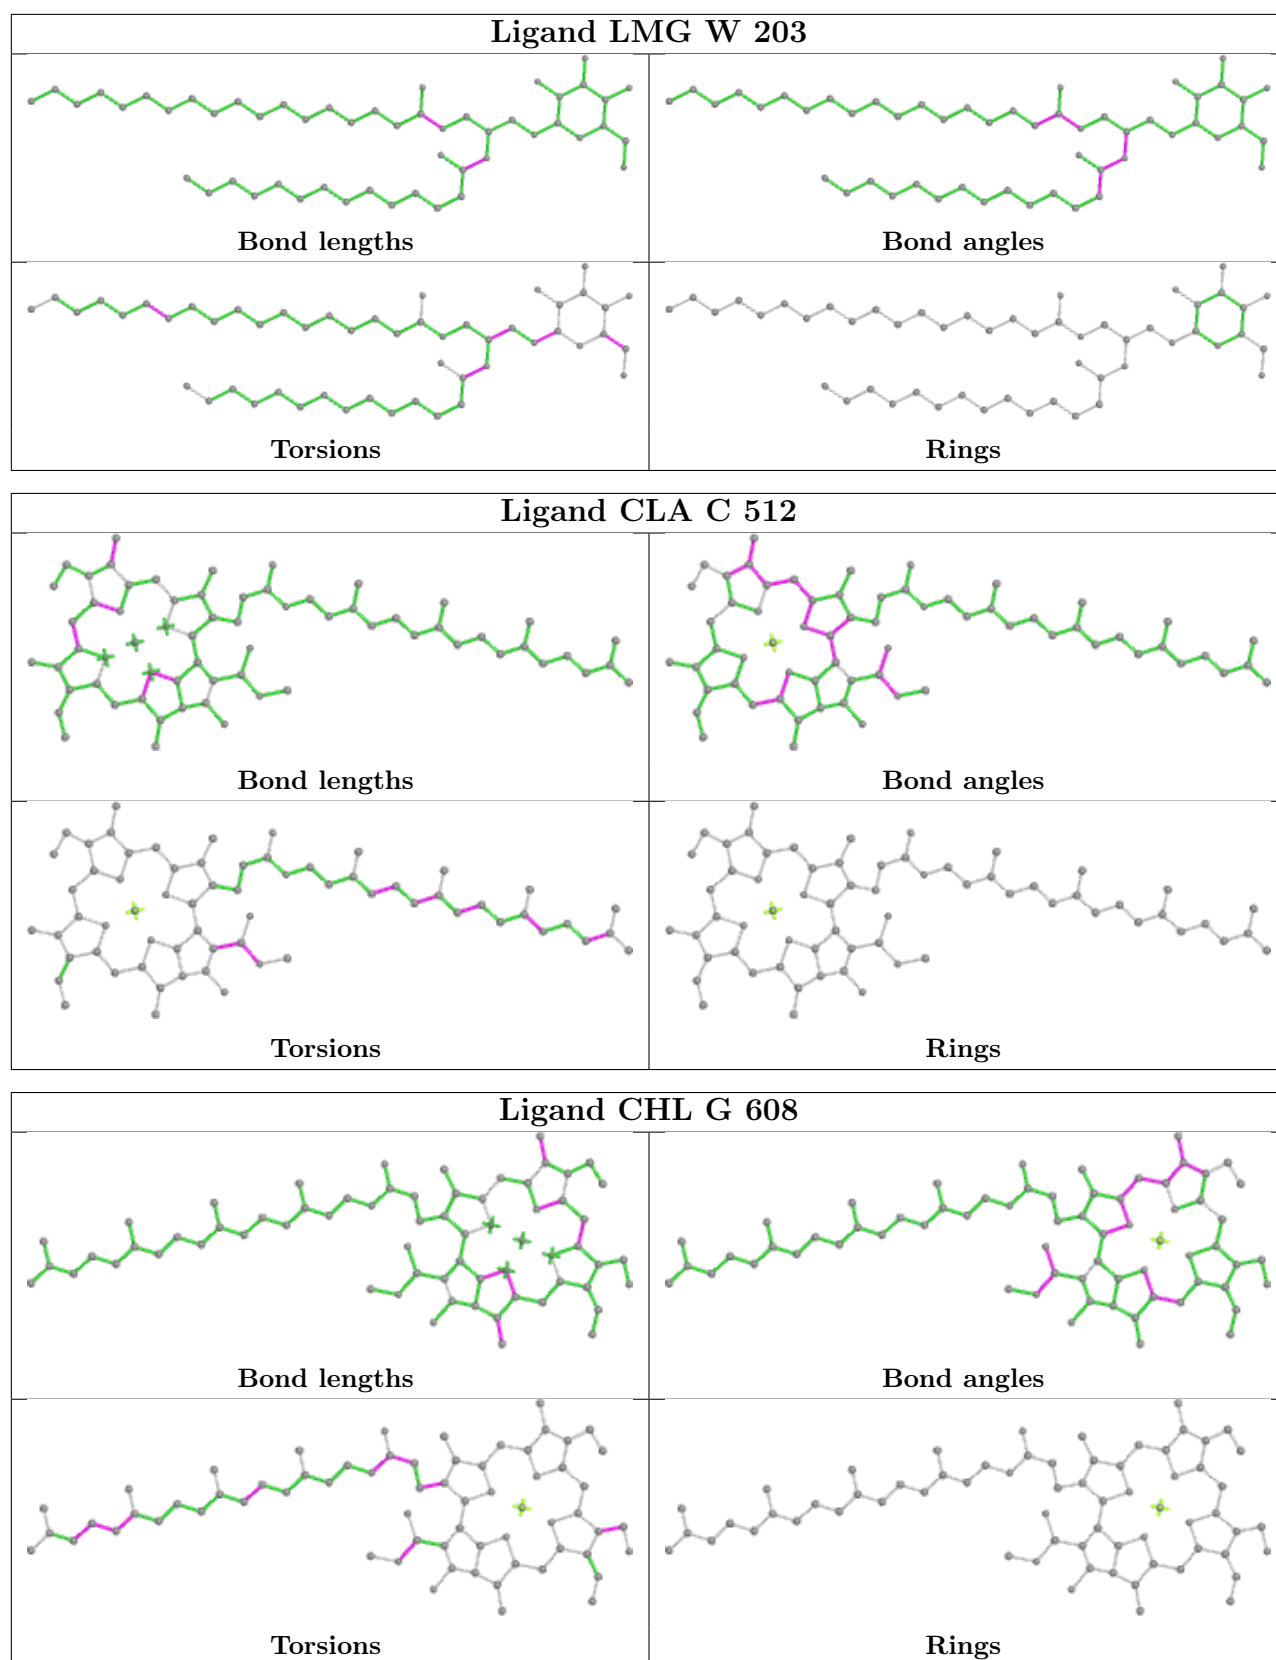 Ligand LMG W 203
Bond lengths
Bond angles
Torsions
Rings
Ligand CLA C 512
Bond lengths
Bond angles
Torsions
Rings
Ligand CHL G 608
Bond lengths
Bond angles
Torsions
Rings